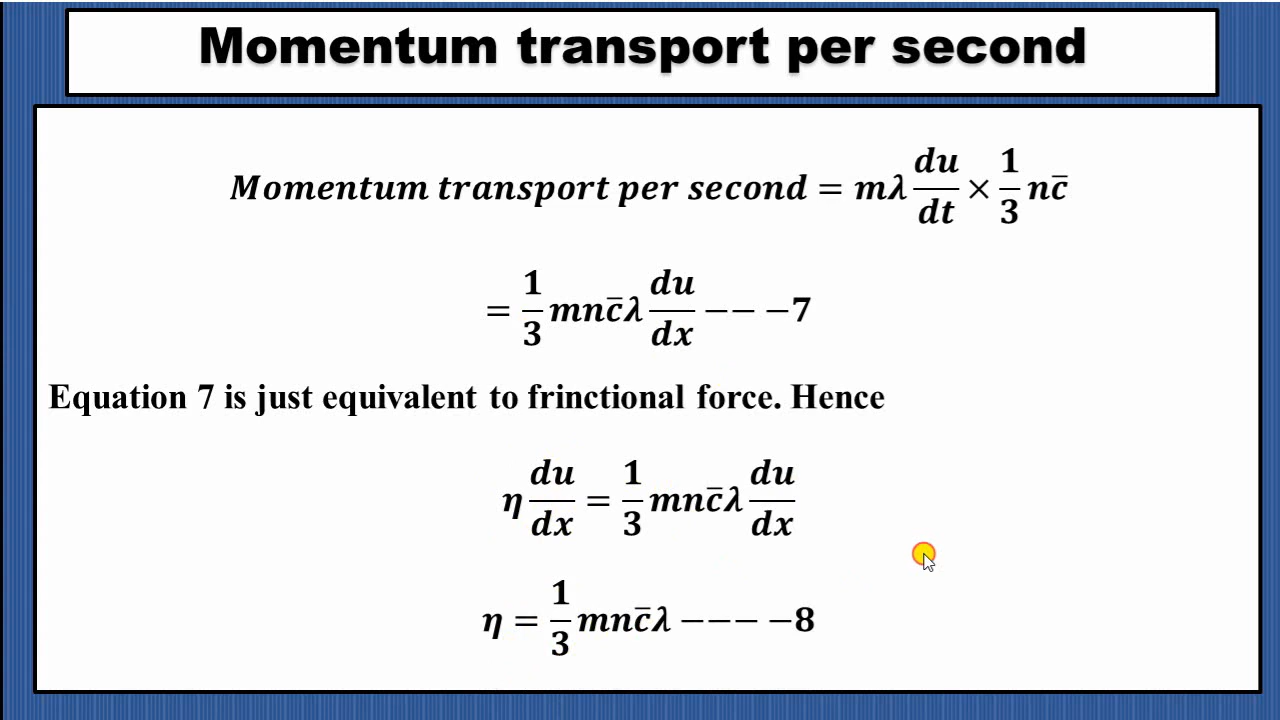 Momentum transport per second
Momentum transport per second = mλ du/dt × 1/3 nc̄
= 1/3 mnc̄λ du/dx −− −7
Equation 7 is just equivalent to frinctional force. Hence
η du/dx = 1/3 mnc̄λ du/dx
η = 1/3 mnc̄λ −−− −8